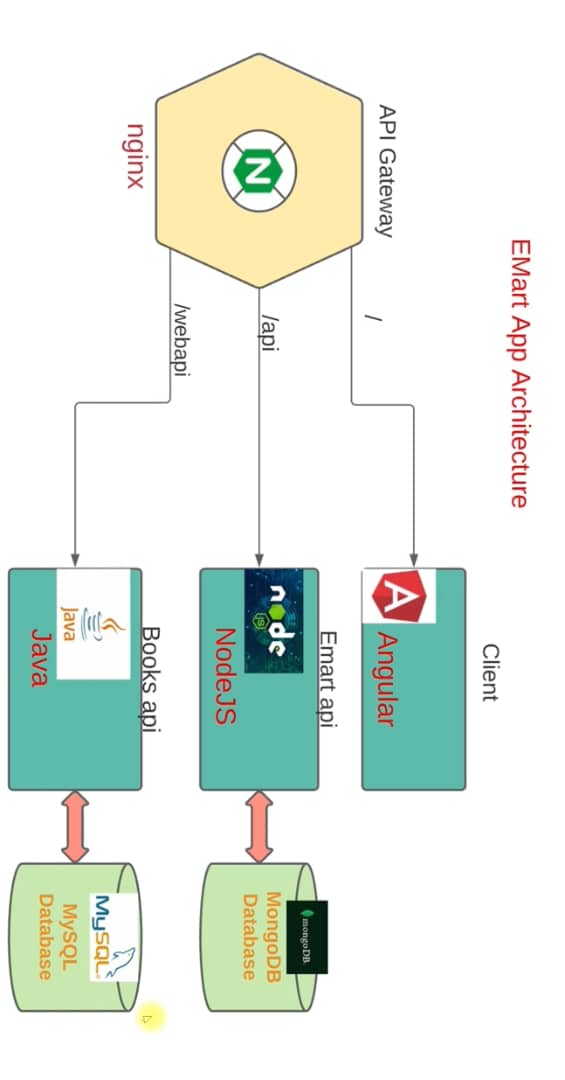 EMart App Architecture
Client
API Gateway
/
Angular
Emart api
/api
node
JS
NodeJS
mongoDB.
MongoDB
Database
/webapi
nginx
N
Books api
Java
Java
MySQL
MySQL
Database
A